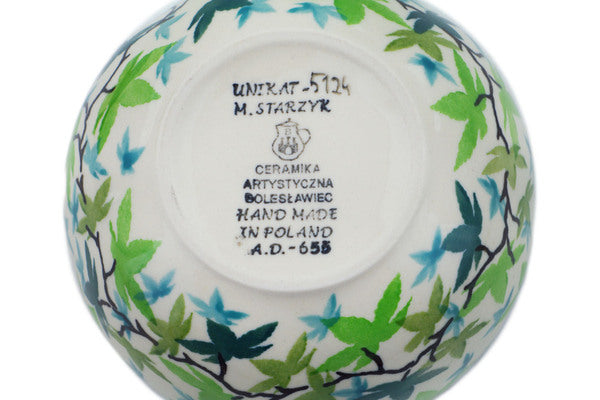 UNIKAT-5124
M. STARZYK
CERAMIKA
ARTYSTYCZNA
BOLESŁAWIEC
HAND MADE
IN POLAND
A.D.-655